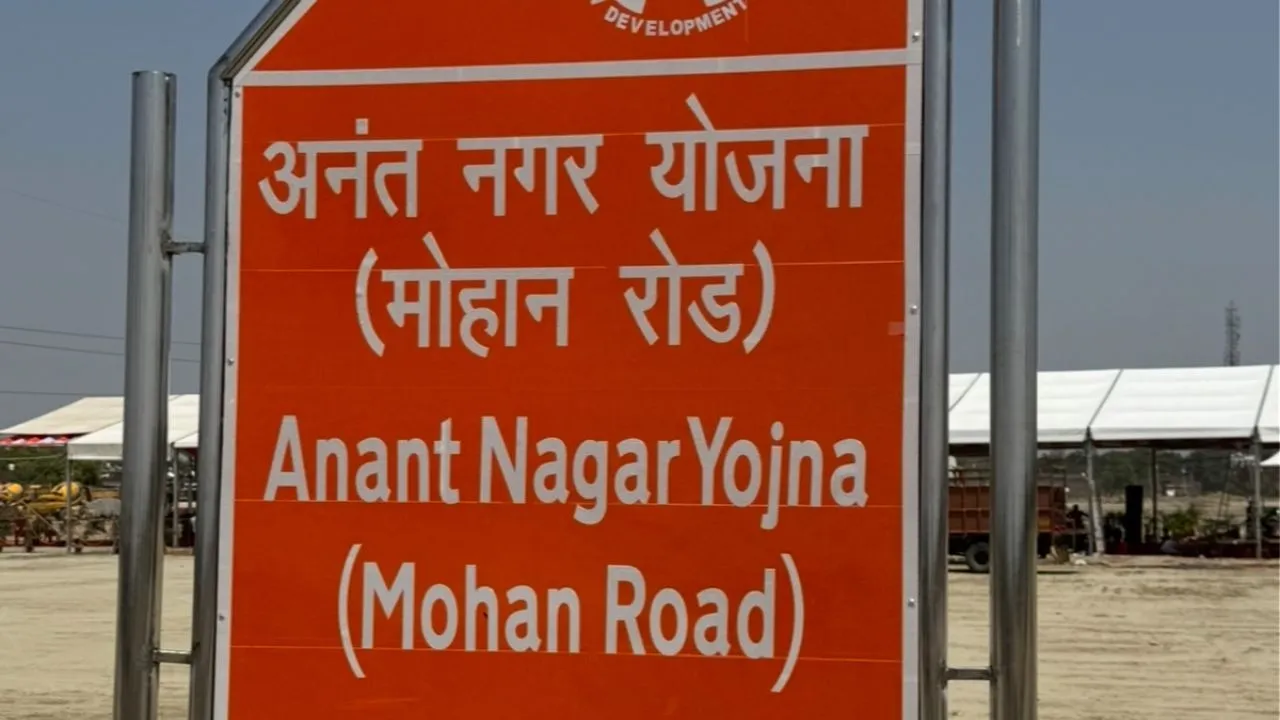 DEVELOPMENT
अनंत नगर योजना
(मोहान रोड)
Anant Nagar Yojna
(Mohan Road)